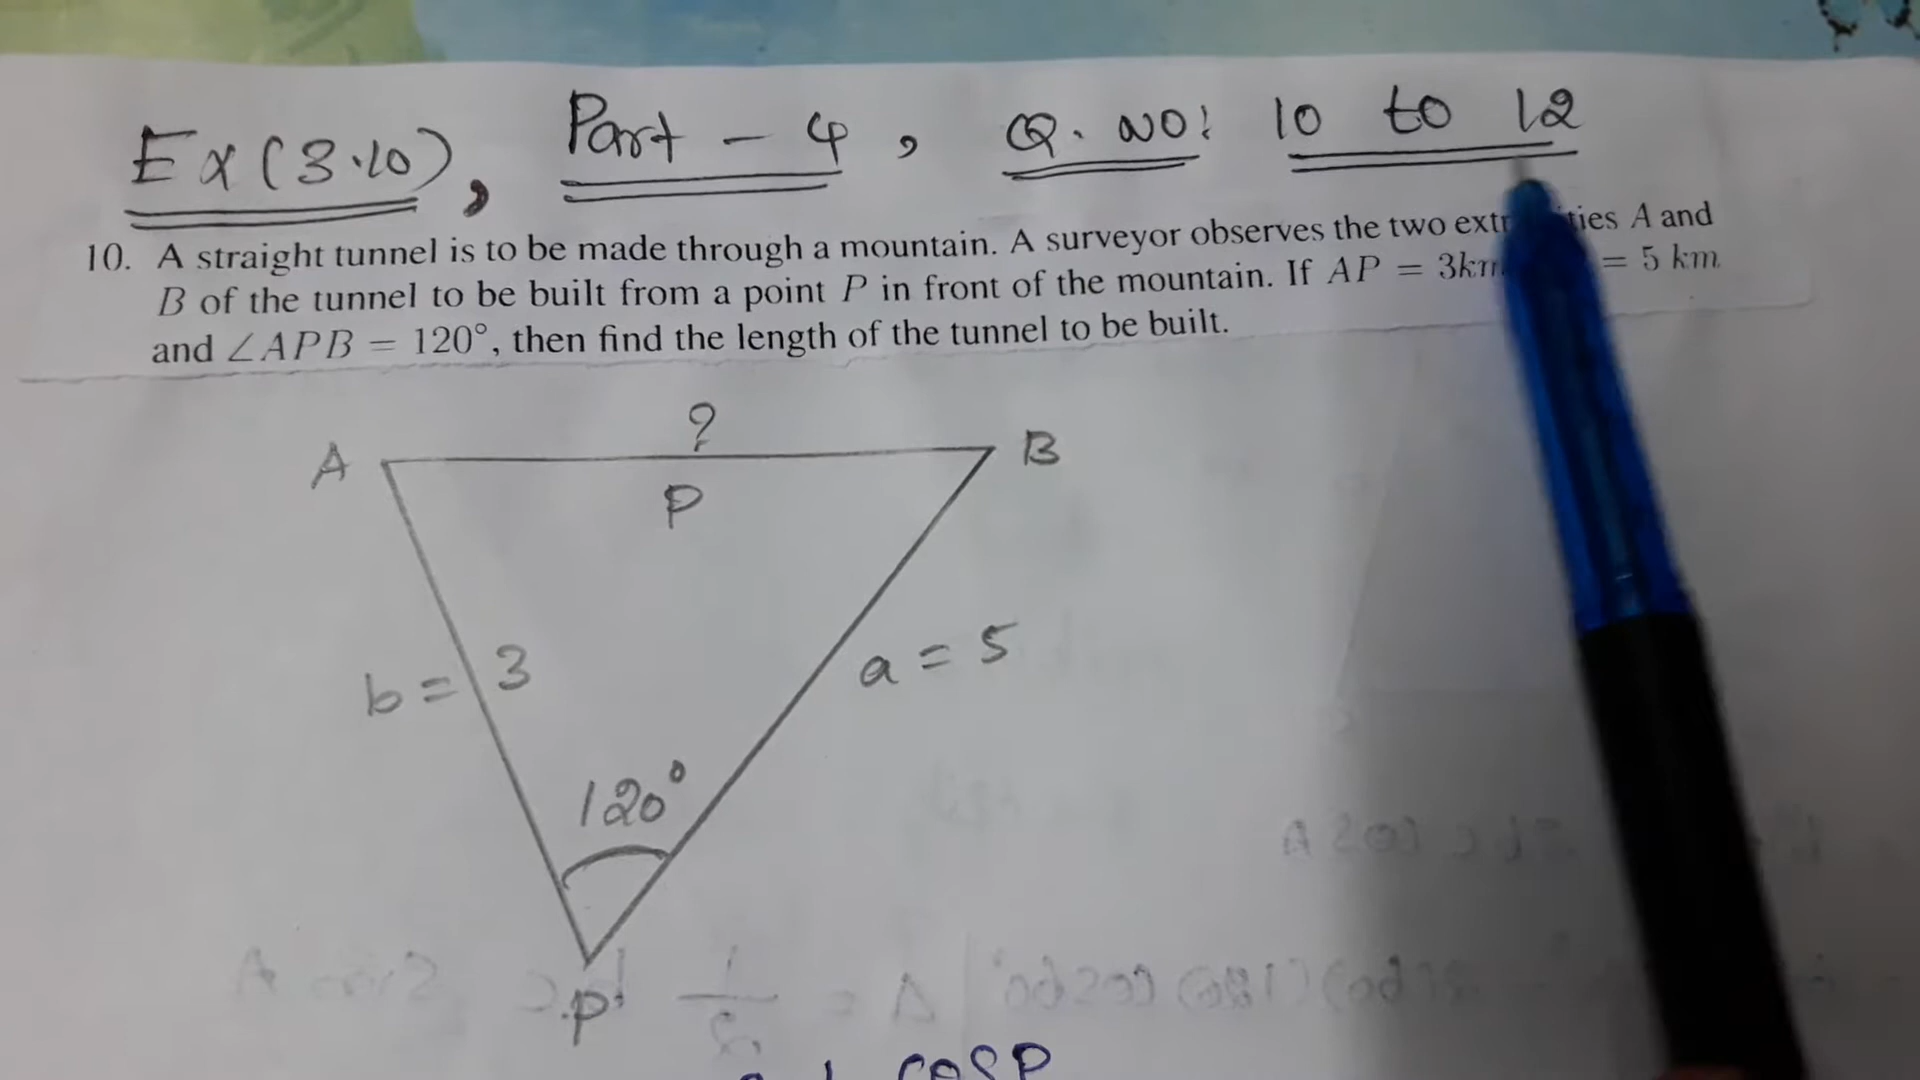 Ex (3.10), Part - 4, Q. NO: 10 to 12
10. A straight tunnel is to be made through a mountain. A surveyor observes the two A and
B of the tunnel to be built from a point P in front of the mountain. If AP = 3km = 5 km
and ∠APB = 120°, then find the length of the tunnel to be built.
?
A B
P
b = 3 a = 5
120°
P
cosP